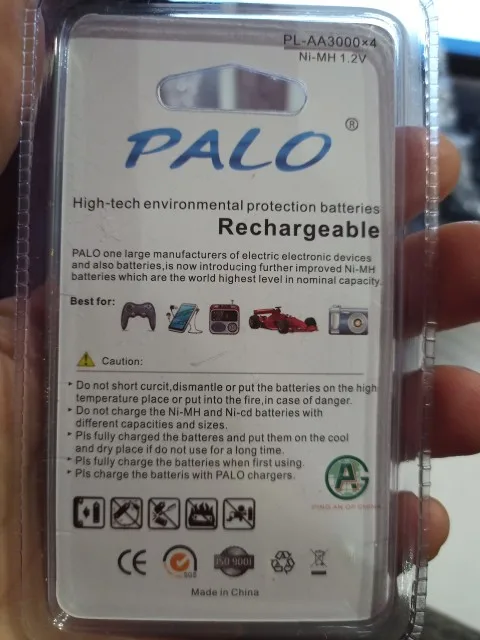 PL-AA3000×4
Ni-MH 1.2V
PALO®
High-tech environmental protection batteries
Rechargeable
PALO one large manufacturers of electric electronic devices
and also batteries,is now introducing further improved Ni-MH
batteries which are the world highest level in nominal capacity.
Best for:
Caution:
• Do not short curcit,dismantle or put the batteries on the high
temperature place or put into the fire,in case of danger.
• Do not charge the Ni-MH and Ni-cd batteries with
different capacities and sizes.
• Pls fully charged the batteres and put them on the cool
and dry place if do not use for a long time.
• Pls fully charge the batteries when first using.
• Pls charge the batteris with PALO chargers.
CE
SGS
ISO 9001
Made in China